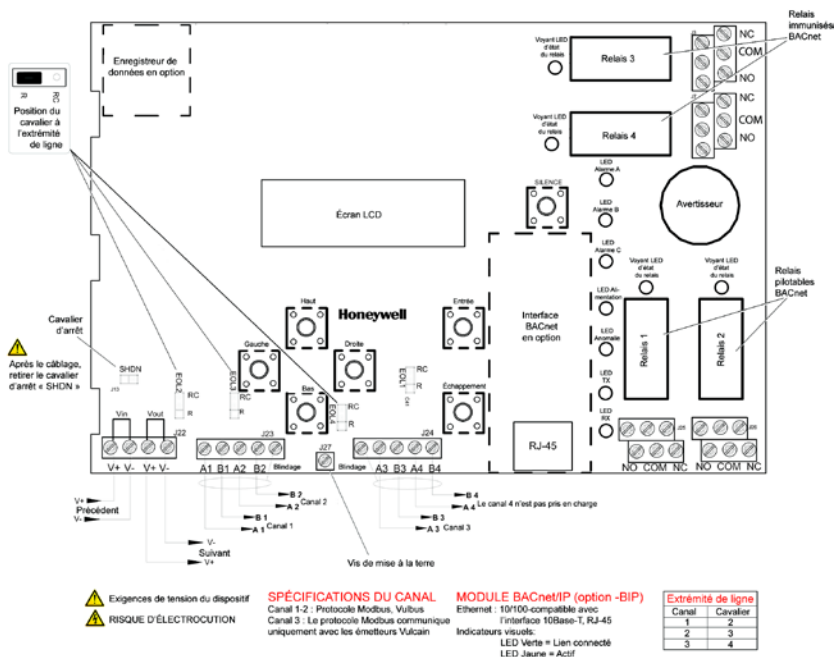 Relais
immunisés
BACnet
Enregistreur de
données en option
Voyant LED
d'état
du relais
Relais 3
NC
COM
NO
R
RC
Position du
cavalier à
l'extrémité
de ligne
Voyant LED
d'état
du relais
Relais 4
NC
COM
NO
LED
Alarme A
SILENCE
Écran LCD
Avertisseur
LED
Alarme B
LED
Alarme C
Voyant LED
d'état
du relais
Voyant LED
d'état
du relais
Relais
pilotables
BACnet
Haut
Honeywell
Entrée
Interface
BACnet
en option
LED Ali-
mentation
Relais 1
Relais 2
Cavalier
d'arrêt
Gauche
Droite
LED
Anomalie
Après le câblage,
retirer le cavalier
d'arrêt « SHDN »
SHDN
EOL2
RC
R
EOL3
RC
R
Bas
EOL4
RC
R
EOL1
RC
R
Échappement
LED
TX
LED
RX
Vin
Vout
J22
J23
J27
J24
RJ-45
V+ V- V+ V-
A1 B1 A2 B2 Blindage
Blindage A3 B3 A4 B4
NO COM NC
NO COM NC
V+
Précédent
V-
V-
Suivant
V+
B 2
Canal 2
A 2
B 1
Canal 1
A 1
B 4
Le canal 4 n'est pas pris en charge
A 4
B 3
Canal 3
A 3
Vis de mise à la terre
Exigences de tension du dispositif
RISQUE D'ÉLECTROCUTION
SPÉCIFICATIONS DU CANAL
Canal 1-2 : Protocole Modbus, Vulbus
Canal 3 : Le protocole Modbus communique
uniquement avec les émetteurs Vulcain
MODULE BACnet/IP (option -BIP)
Ethernet : 10/100-compatible avec
l'interface 10Base-T, RJ-45
Indicateurs visuels:
LED Verte = Lien connecté
LED Jaune = Actif
Extrémité de ligne
Canal Cavalier
1 2
2 3
3 4